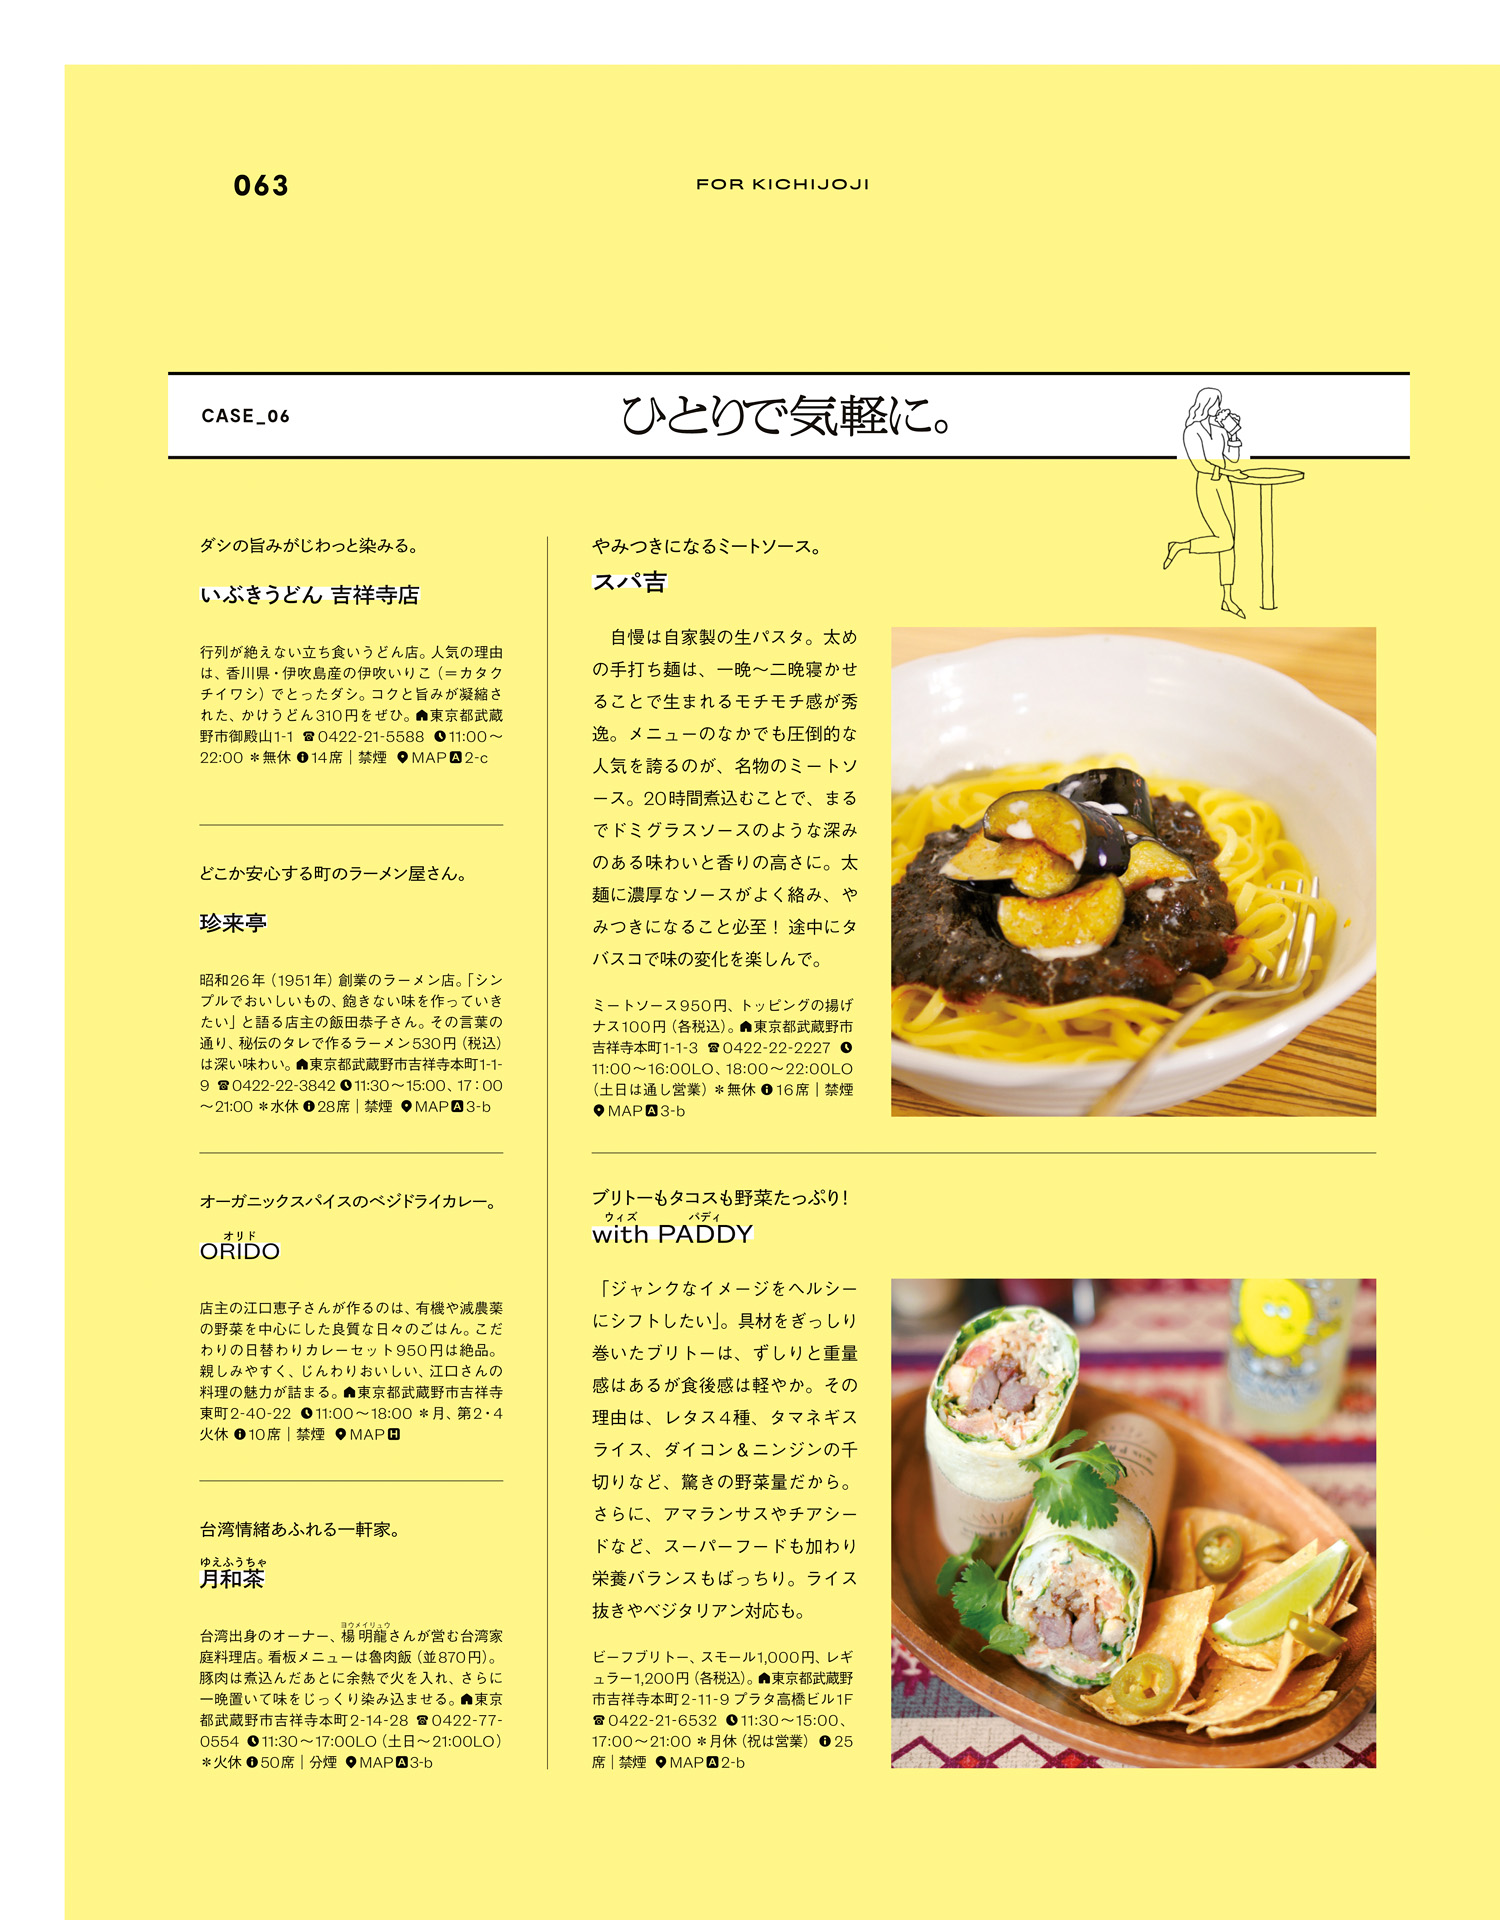 063
FOR KICHIJOJI
CASE_06
ひとりで気軽に。
ダシの旨みがじわっと染みる。
いぶきうどん 吉祥寺店
行列が絶えない立ち食いうどん店。人気の理由
は、香川県・伊吹島産の伊吹いりこ（＝カタク
チイワシ）でとったダシ。コクと旨みが凝縮さ
れた、かけうどん310円をぜひ。東京都武蔵
野市御殿山1-1 ☎0422-21-5588 11:00〜
22:00 ＊無休 14席｜禁煙 MAP A 2-c
どこか安心する町のラーメン屋さん。
珍来亭
昭和26年（1951年）創業のラーメン店。「シン
プルでおいしいもの、飽きない味を作っていき
たい」と語る店主の飯田恭子さん。その言葉の
通り、秘伝のタレで作るラーメン530円（税込）
は深い味わい。東京都武蔵野市吉祥寺本町1-1-
9 ☎0422-22-3842 11:30〜15:00、17：00
〜21:00 ＊水休 28席｜禁煙 MAP A 3-b
オーガニックスパイスのベジドライカレー。
オリド
ORIDO
店主の江口恵子さんが作るのは、有機や減農薬
の野菜を中心にした良質な日々のごはん。こだ
わりの日替わりカレーセット950円は絶品。
親しみやすく、じんわりおいしい、江口さんの
料理の魅力が詰まる。東京都武蔵野市吉祥寺
東町2-40-22 11:00〜18:00 ＊月、第2・4
火休 10席｜禁煙 MAP H
台湾情緒あふれる一軒家。
ゆえふうちゃ
月和茶
ヨウメイリュウ
台湾出身のオーナー、楊明龍さんが営む台湾家
庭料理店。看板メニューは魯肉飯（並870円）。
豚肉は煮込んだあとに余熱で火を入れ、さらに
一晩置いて味をじっくり染み込ませる。東京
都武蔵野市吉祥寺本町2-14-28 ☎0422-77-
0554 11:30〜17:00LO（土日〜21:00LO）
＊火休 50席｜分煙 MAP A 3-b
やみつきになるミートソース。
スパ吉
自慢は自家製の生パスタ。太め
の手打ち麺は、一晩〜二晩寝かせ
ることで生まれるモチモチ感が秀
逸。メニューのなかでも圧倒的な
人気を誇るのが、名物のミートソ
ース。20時間煮込むことで、まる
でドミグラスソースのような深み
のある味わいと香りの高さに。太
麺に濃厚なソースがよく絡み、や
みつきになること必至！ 途中にタ
バスコで味の変化を楽しんで。
ミートソース950円、トッピングの揚げ
ナス100円（各税込）。東京都武蔵野市
吉祥寺本町1-1-3 ☎0422-22-2227
11:00〜16:00LO、18:00〜22:00LO
（土日は通し営業）＊無休 16席｜禁煙
MAP A 3-b
ブリトーもタコスも野菜たっぷり！
ウィズ パディ
with PADDY
「ジャンクなイメージをヘルシー
にシフトしたい」。具材をぎっしり
巻いたブリトーは、ずしりと重量
感はあるが食後感は軽やか。その
理由は、レタス4種、タマネギス
ライス、ダイコン＆ニンジンの千
切りなど、驚きの野菜量だから。
さらに、アマランサスやチアシー
ドなど、スーパーフードも加わり
栄養バランスもばっちり。ライス
抜きやベジタリアン対応も。
ビーフブリトー、スモール1,000円、レギ
ュラー1,200円（各税込）。東京都武蔵野
市吉祥寺本町2-11-9 プラタ高橋ビル1F
☎0422-21-6532 11:30〜15:00、
17:00〜21:00 ＊月休（祝は営業） 25
席｜禁煙 MAP A 2-b